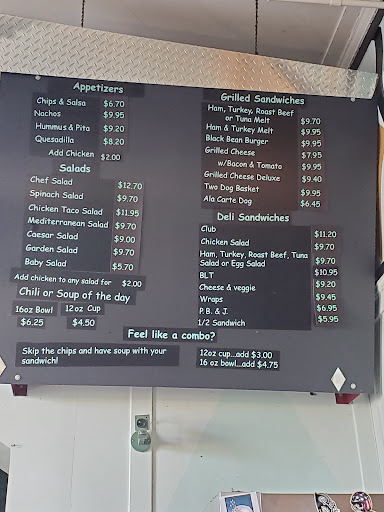 Appetizers
Chips & Salsa $6.70
Nachos $9.95
Hummus & Pita $9.20
Quesadilla $8.20
Add Chicken $2.00
Salads
Chef Salad $12.70
Spinach Salad $9.70
Chicken Taco Salad $11.95
Mediterranean Salad $9.70
Caesar Salad $9.00
Garden Salad $9.70
Baby Salad $5.70
Add chicken to any salad for $2.00
Chili or Soup of the day
16oz Bowl 12oz Cup
$6.25 $4.50
Grilled Sandwiches
Ham, Turkey, Roast Beef
or Tuna Melt $9.70
Ham & Turkey Melt $9.95
Black Bean Burger $9.95
Grilled Cheese $7.95
w/Bacon & Tomato $9.95
Grilled Cheese Deluxe $9.40
Two Dog Basket $9.95
Ala Carte Dog $6.45
Deli Sandwiches
Club $11.20
Chicken Salad $9.70
Ham, Turkey, Roast Beef, Tuna
Salad or Egg Salad $9.70
BLT $10.95
Cheese & veggie $9.20
Wraps $9.45
P.B. & J. $6.95
1/2 Sandwich $5.95
Feel like a combo?
Skip the chips and have soup with your
sandwich!
12oz cup...add $3.00
16 oz bowl...add $4.75